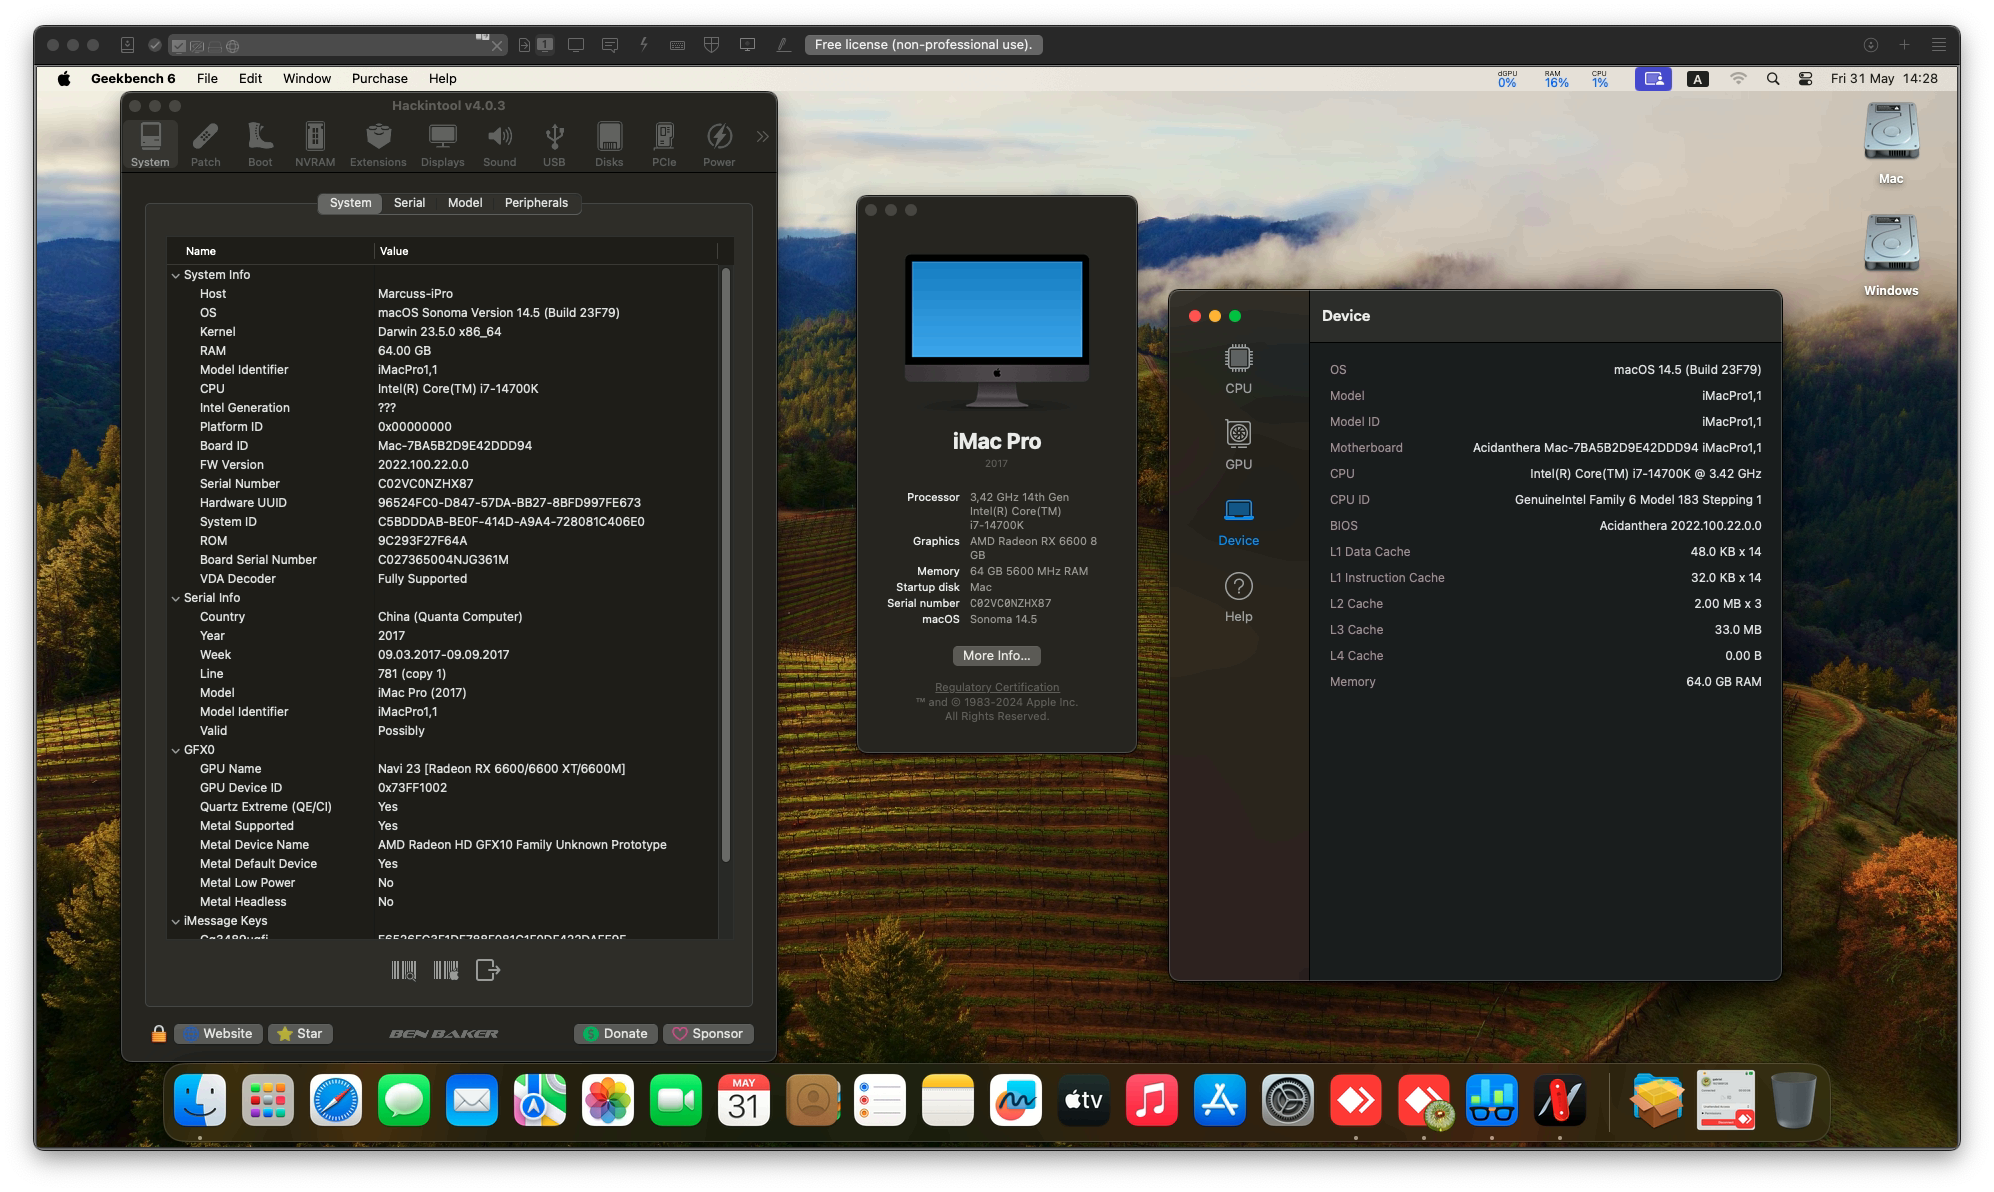 1
Free license (non-professional use).
Geekbench 6 File Edit Window Purchase Help
dGPU 0% RAM 16% CPU 1% A Fri 31 May 14:28
Hackintool v4.0.3
System Patch Boot NVRAM Extensions Displays Sound USB Disks PCIe Power
System Serial Model Peripherals
Name Value
System Info
Host Marcuss-iPro
OS macOS Sonoma Version 14.5 (Build 23F79)
Kernel Darwin 23.5.0 x86_64
RAM 64.00 GB
Model Identifier iMacPro1,1
CPU Intel(R) Core(TM) i7-14700K
Intel Generation ???
Platform ID 0x00000000
Board ID Mac-7BA5B2D9E42DDD94
FW Version 2022.100.22.0.0
Serial Number C02VC0NZHX87
Hardware UUID 96524FC0-D847-57DA-BB27-8BFD997FE673
System ID C5BDDDAB-BE0F-414D-A9A4-728081C406E0
ROM 9C293F27F64A
Board Serial Number C027365004NJG361M
VDA Decoder Fully Supported
Serial Info
Country China (Quanta Computer)
Year 2017
Week 09.03.2017-09.09.2017
Line 781 (copy 1)
Model iMac Pro (2017)
Model Identifier iMacPro1,1
Valid Possibly
GFX0
GPU Name Navi 23 [Radeon RX 6600/6600 XT/6600M]
GPU Device ID 0x73FF1002
Quartz Extreme (QE/CI) Yes
Metal Supported Yes
Metal Device Name AMD Radeon HD GFX10 Family Unknown Prototype
Metal Default Device Yes
Metal Low Power No
Metal Headless No
iMessage Keys
Website Star BEN BAKER Donate Sponsor
iMac Pro
2017
Processor 3,42 GHz 14th Gen
Intel(R) Core(TM)
i7-14700K
Graphics AMD Radeon RX 6600 8
GB
Memory 64 GB 5600 MHz RAM
Startup disk Mac
Serial number C02VC0NZHX87
macOS Sonoma 14.5
More Info...
Regulatory Certification
™ and © 1983-2024 Apple Inc.
All Rights Reserved.
CPU
GPU
Device
Help
Device
OS macOS 14.5 (Build 23F79)
Model iMacPro1,1
Model ID iMacPro1,1
Motherboard Acidanthera Mac-7BA5B2D9E42DDD94 iMacPro1,1
CPU Intel(R) Core(TM) i7-14700K @ 3.42 GHz
CPU ID GenuineIntel Family 6 Model 183 Stepping 1
BIOS Acidanthera 2022.100.22.0.0
L1 Data Cache 48.0 KB x 14
L1 Instruction Cache 32.0 KB x 14
L2 Cache 2.00 MB x 3
L3 Cache 33.0 MB
L4 Cache 0.00 B
Memory 64.0 GB RAM
Mac
Windows
MAY
31
tv